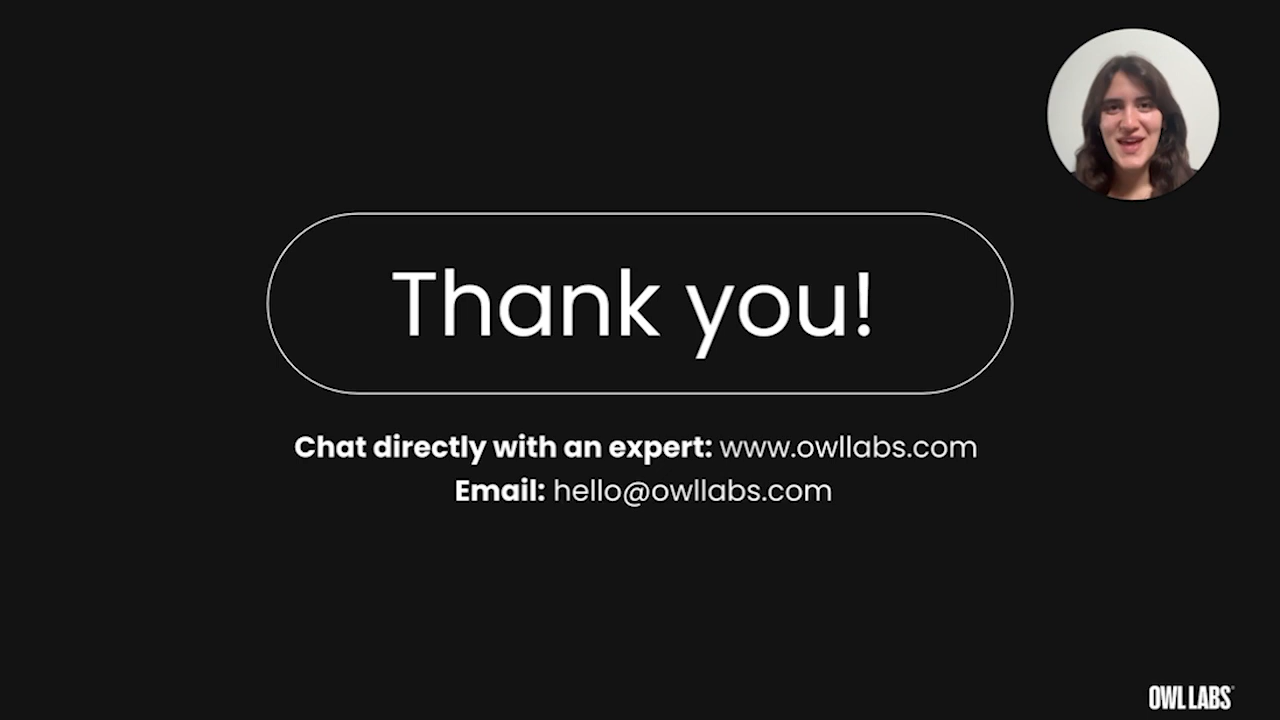 Thank you!
Chat directly with an expert: www.owllabs.com
Email: hello@owllabs.com
OWL LABS